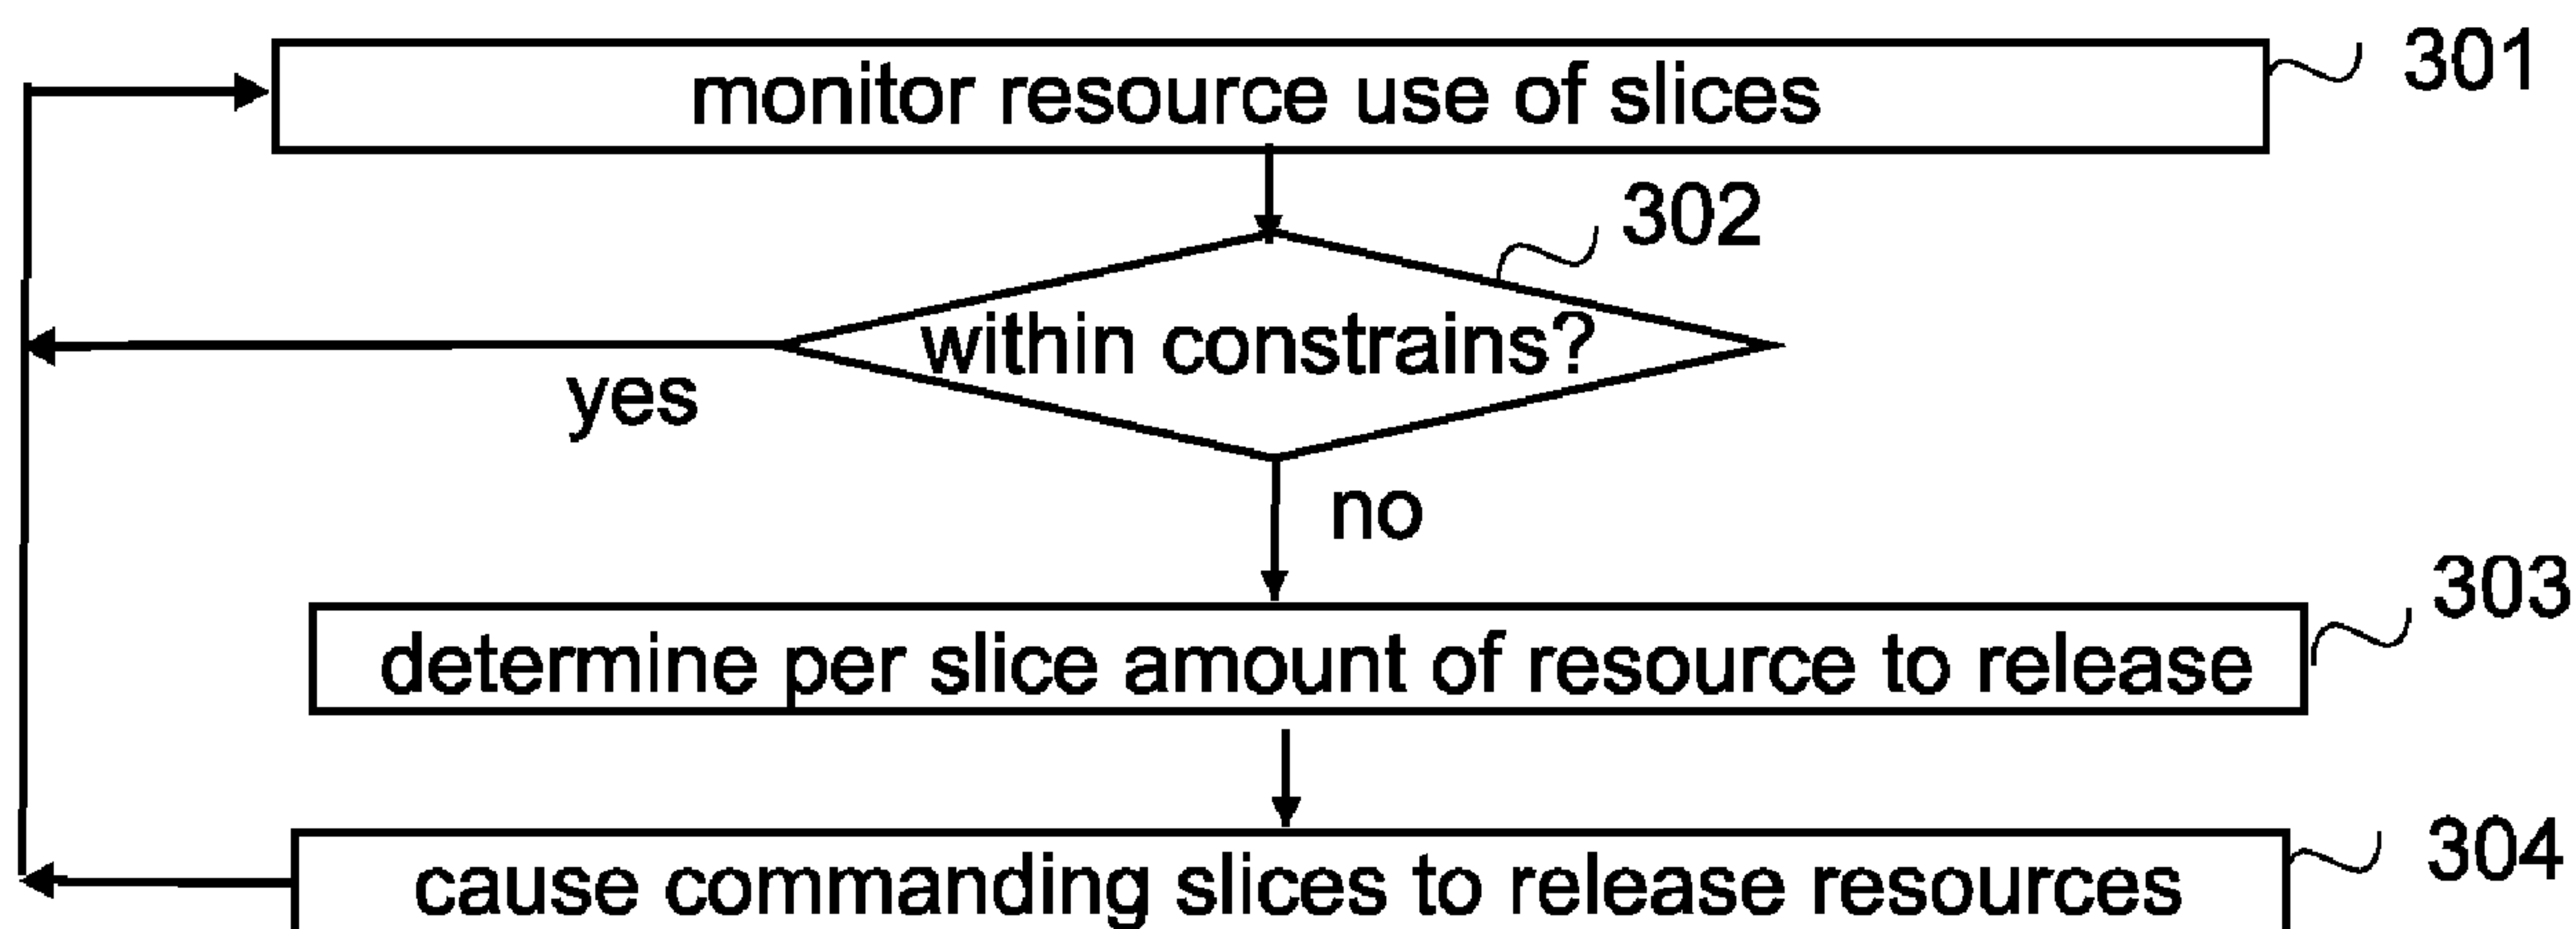 monitor resource use of slices
301
302
within constrains?
yes
no
303
determine per slice amount of resource to release
304
cause commanding slices to release resources